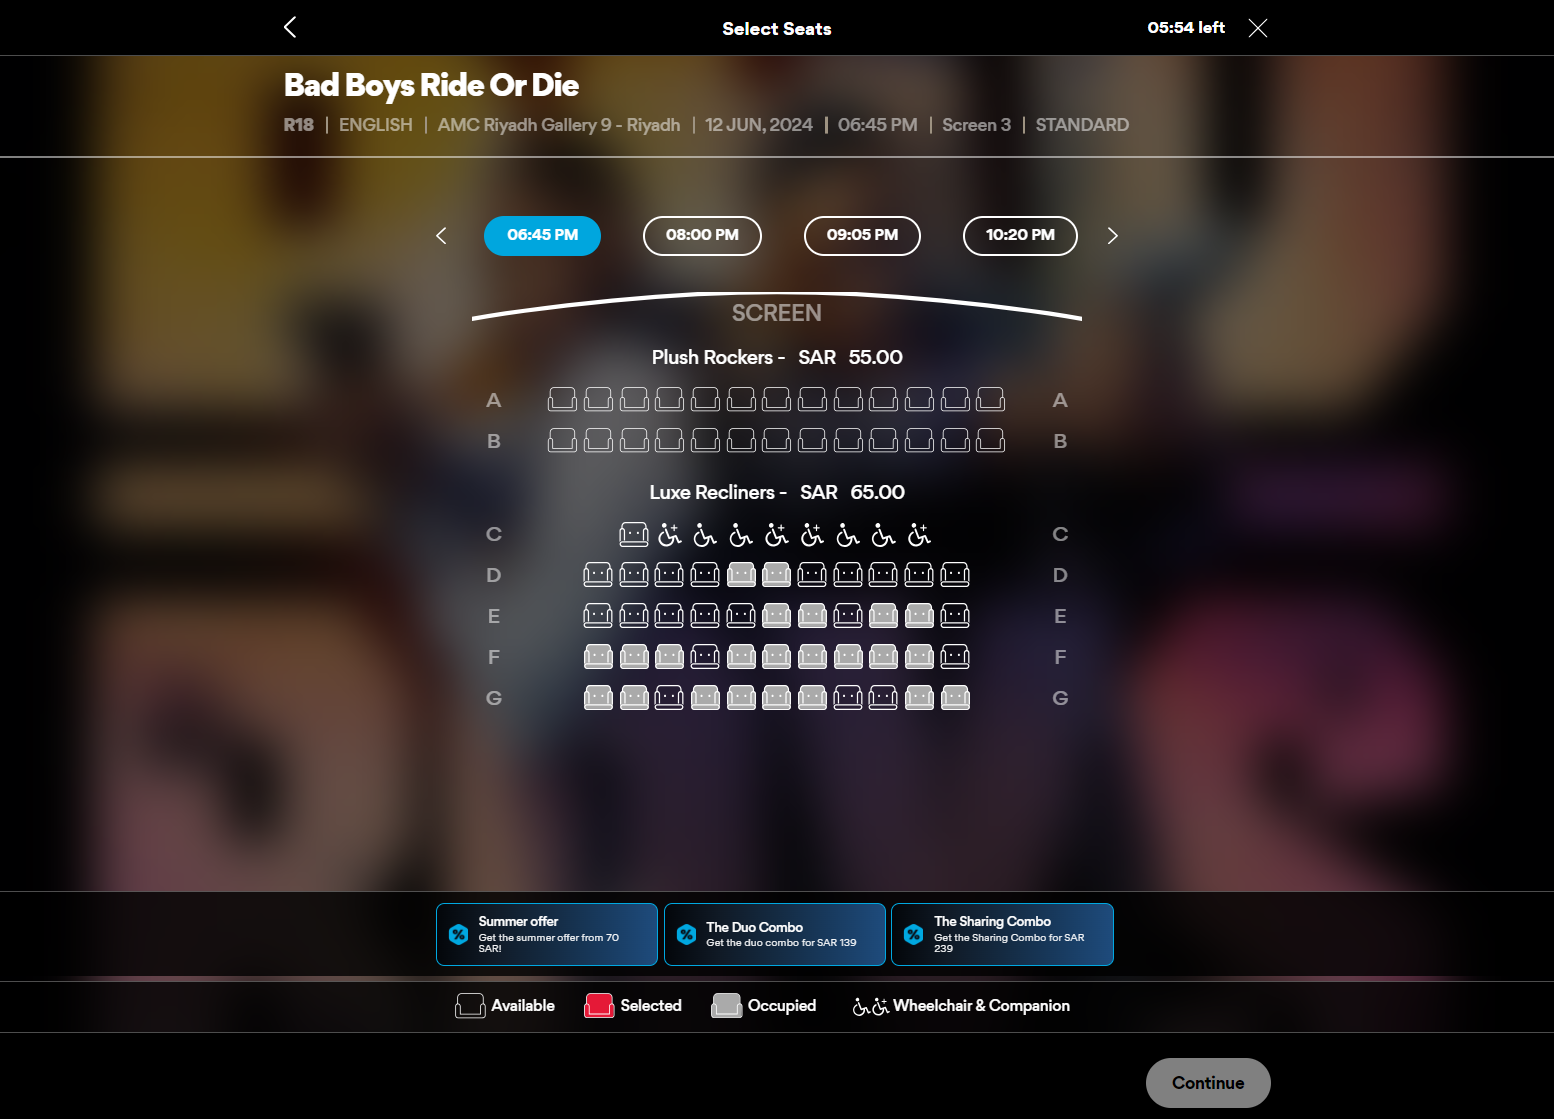 Select Seats
05:54 left
Bad Boys Ride Or Die
R18 | ENGLISH | AMC Riyadh Gallery 9 - Riyadh | 12 JUN, 2024 | 06:45 PM | Screen 3 | STANDARD
06:45 PM 08:00 PM 09:05 PM 10:20 PM
SCREEN
Plush Rockers - SAR 55.00
A A
B B
Luxe Recliners - SAR 65.00
C C
D D
E E
F F
G G
Summer offer
Get the summer offer from 70
SAR!
The Duo Combo
Get the duo combo for SAR 139
The Sharing Combo
Get the Sharing Combo for SAR
239
Available Selected Occupied Wheelchair & Companion
Continue